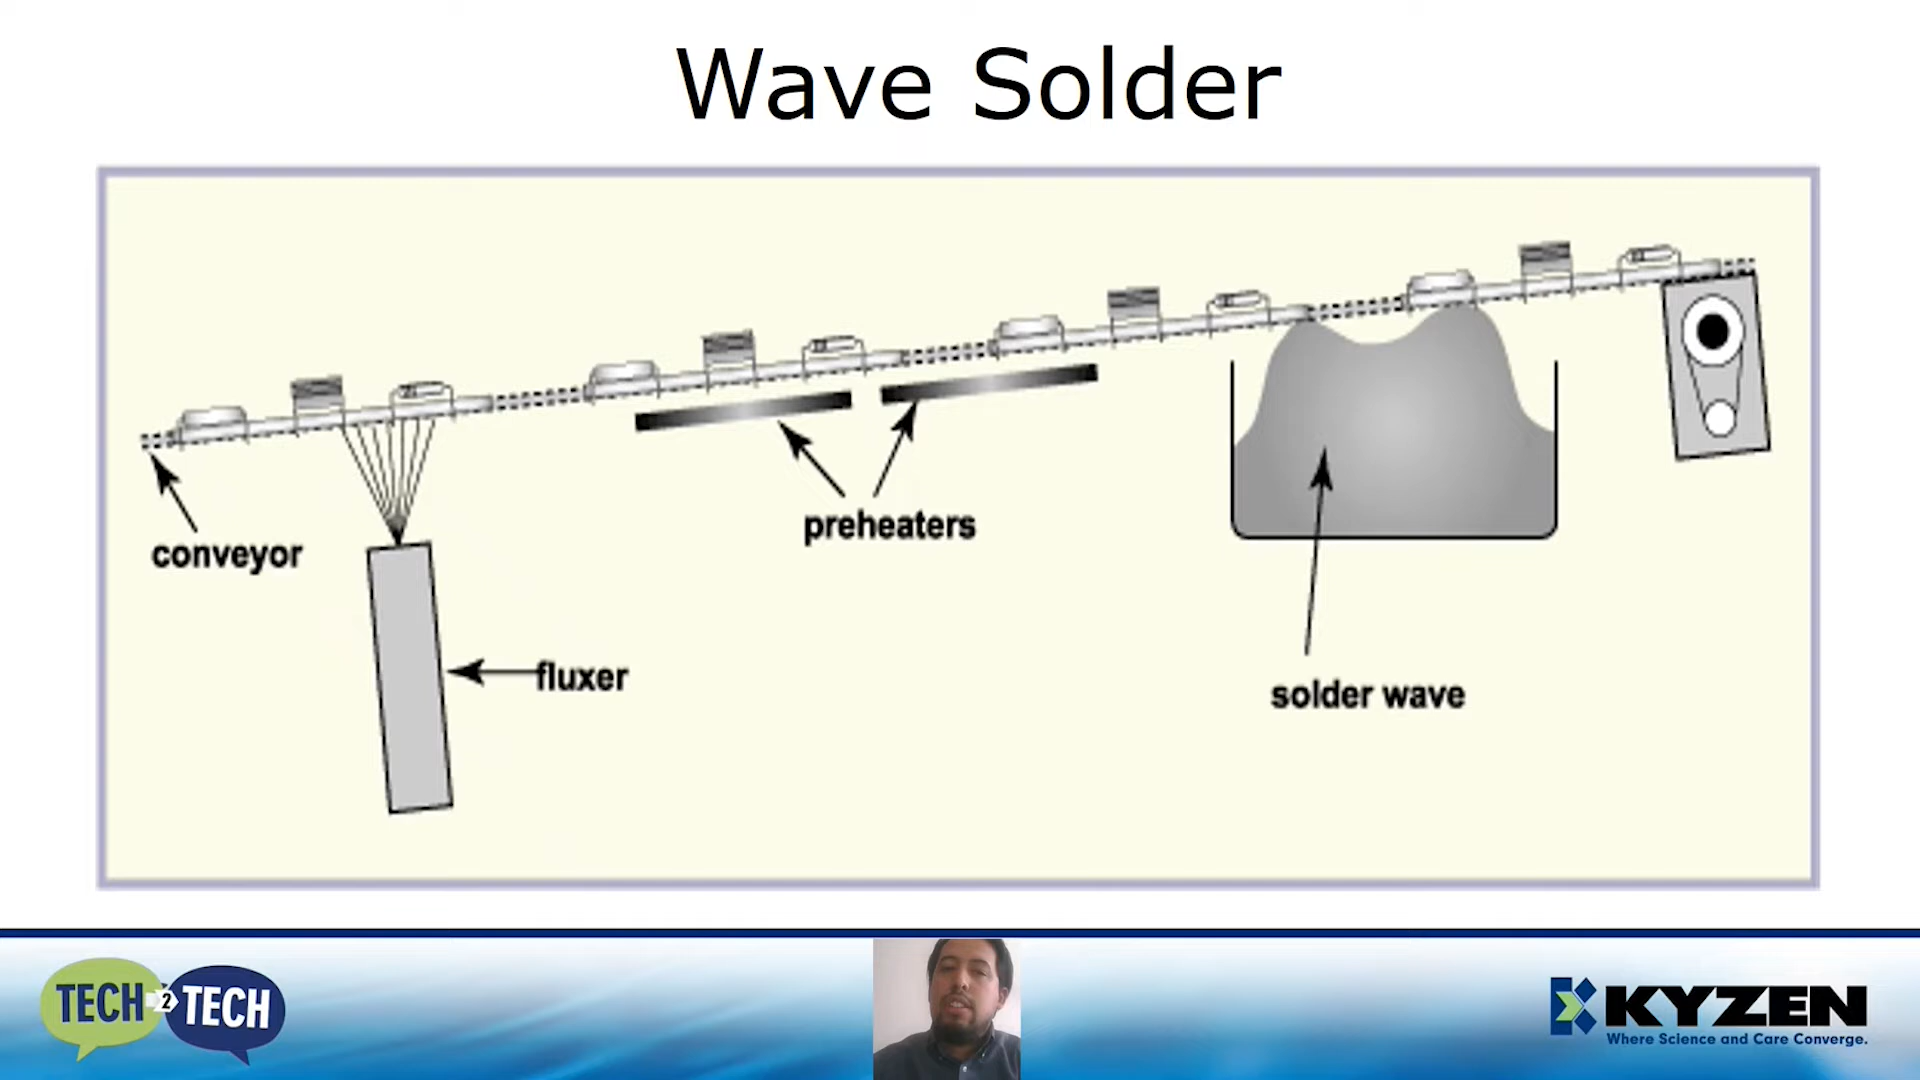 Wave Solder
conveyor
preheaters
fluxer
solder wave
TECH 2 TECH
KYZEN
Where Science and Care Converge.